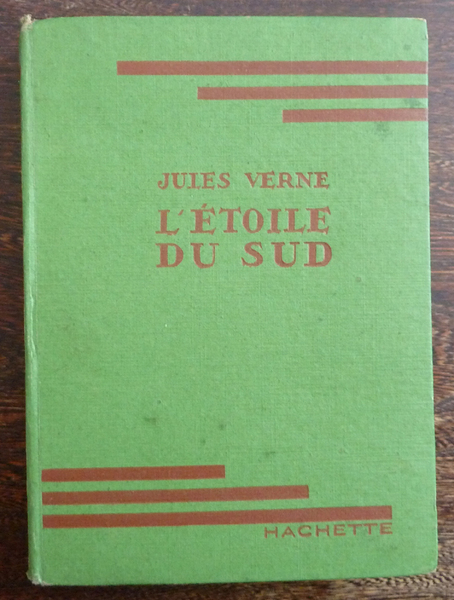 JULES VERNE
L'ÉTOILE
DU SUD
HACHETTE